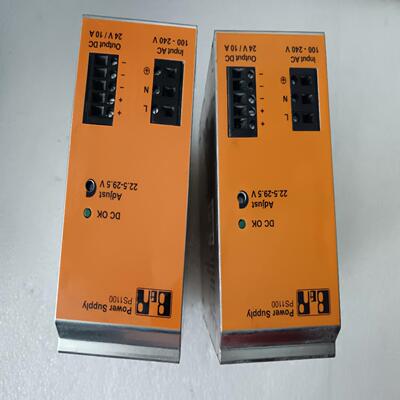 B&R
Power Supply
PS1100
DC OK
Adjust
22.5-29.5 V
L
N
Input AC
100 - 240 V
+
+
-
-
-
Output DC
24 V / 10 A
B&R
Power Supply
PS1100
DC OK
Adjust
22.5-29.5 V
L
N
Input AC
100 - 240 V
+
+
-
-
-
Output DC
24 V / 10 A